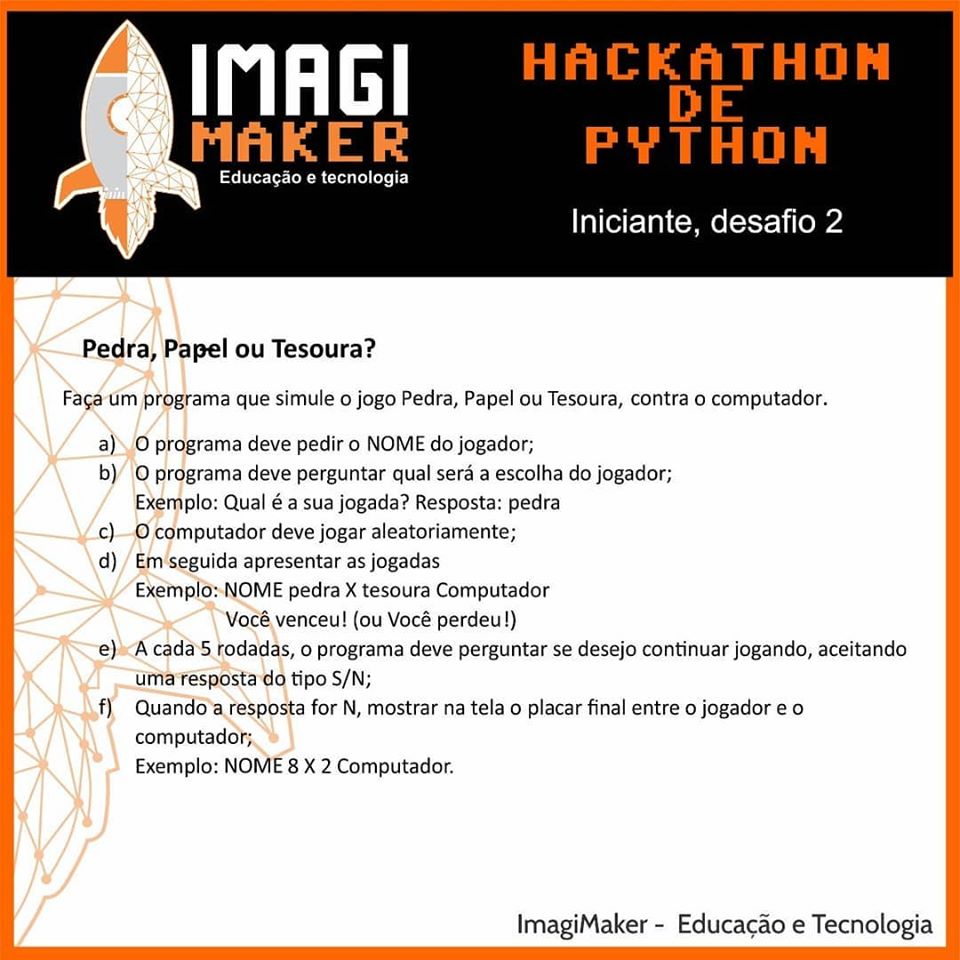 IMAGI
MAKER
Educação e tecnologia
HACKATHON
DE
PYTHON
Iniciante, desafio 2
Pedra, Papel ou Tesoura?
Faça um programa que simule o jogo Pedra, Papel ou Tesoura, contra o computador.
a) O programa deve pedir o NOME do jogador;
b) O programa deve perguntar qual será a escolha do jogador;
Exemplo: Qual é a sua jogada? Resposta: pedra
c) O computador deve jogar aleatoriamente;
d) Em seguida apresentar as jogadas
Exemplo: NOME pedra X tesoura Computador
Você venceu! (ou Você perdeu!)
e) A cada 5 rodadas, o programa deve perguntar se desejo continuar jogando, aceitando
uma resposta do tipo S/N;
f) Quando a resposta for N, mostrar na tela o placar final entre o jogador e o
computador;
Exemplo: NOME 8 X 2 Computador.
ImagiMaker - Educação e Tecnologia